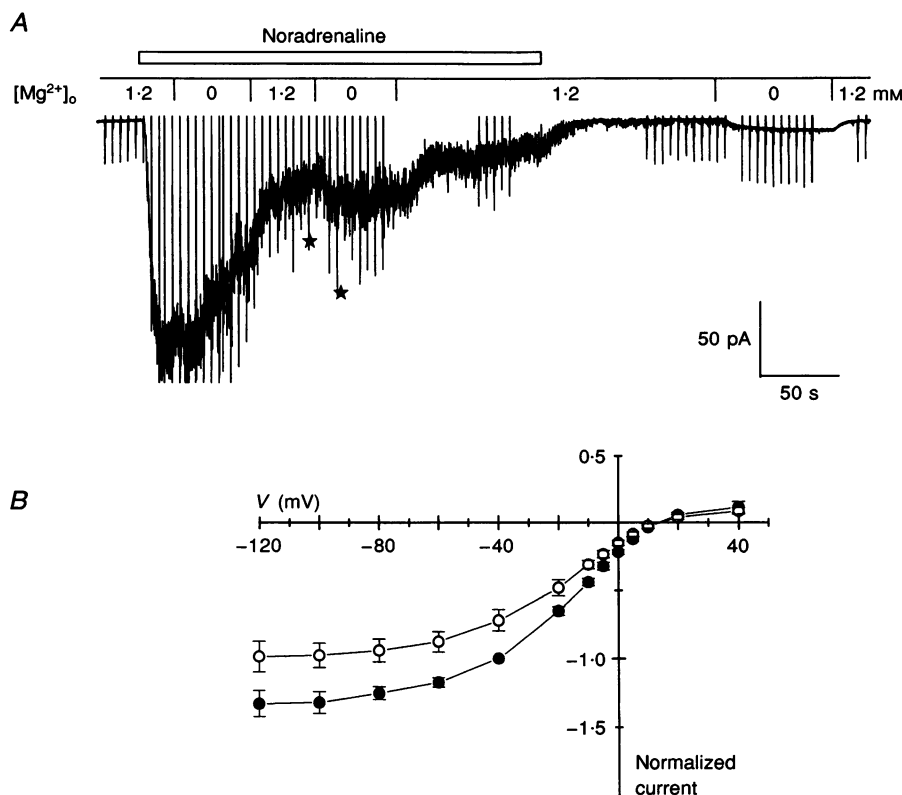 A
Noradrenaline
[Mg²⁺]ₒ 1·2 0 1·2 0 1·2 0 1·2 mM
50 pA
50 s
B
0·5
V (mV)
−120 −80 −40 40
−1·0
−1·5
Normalized
current